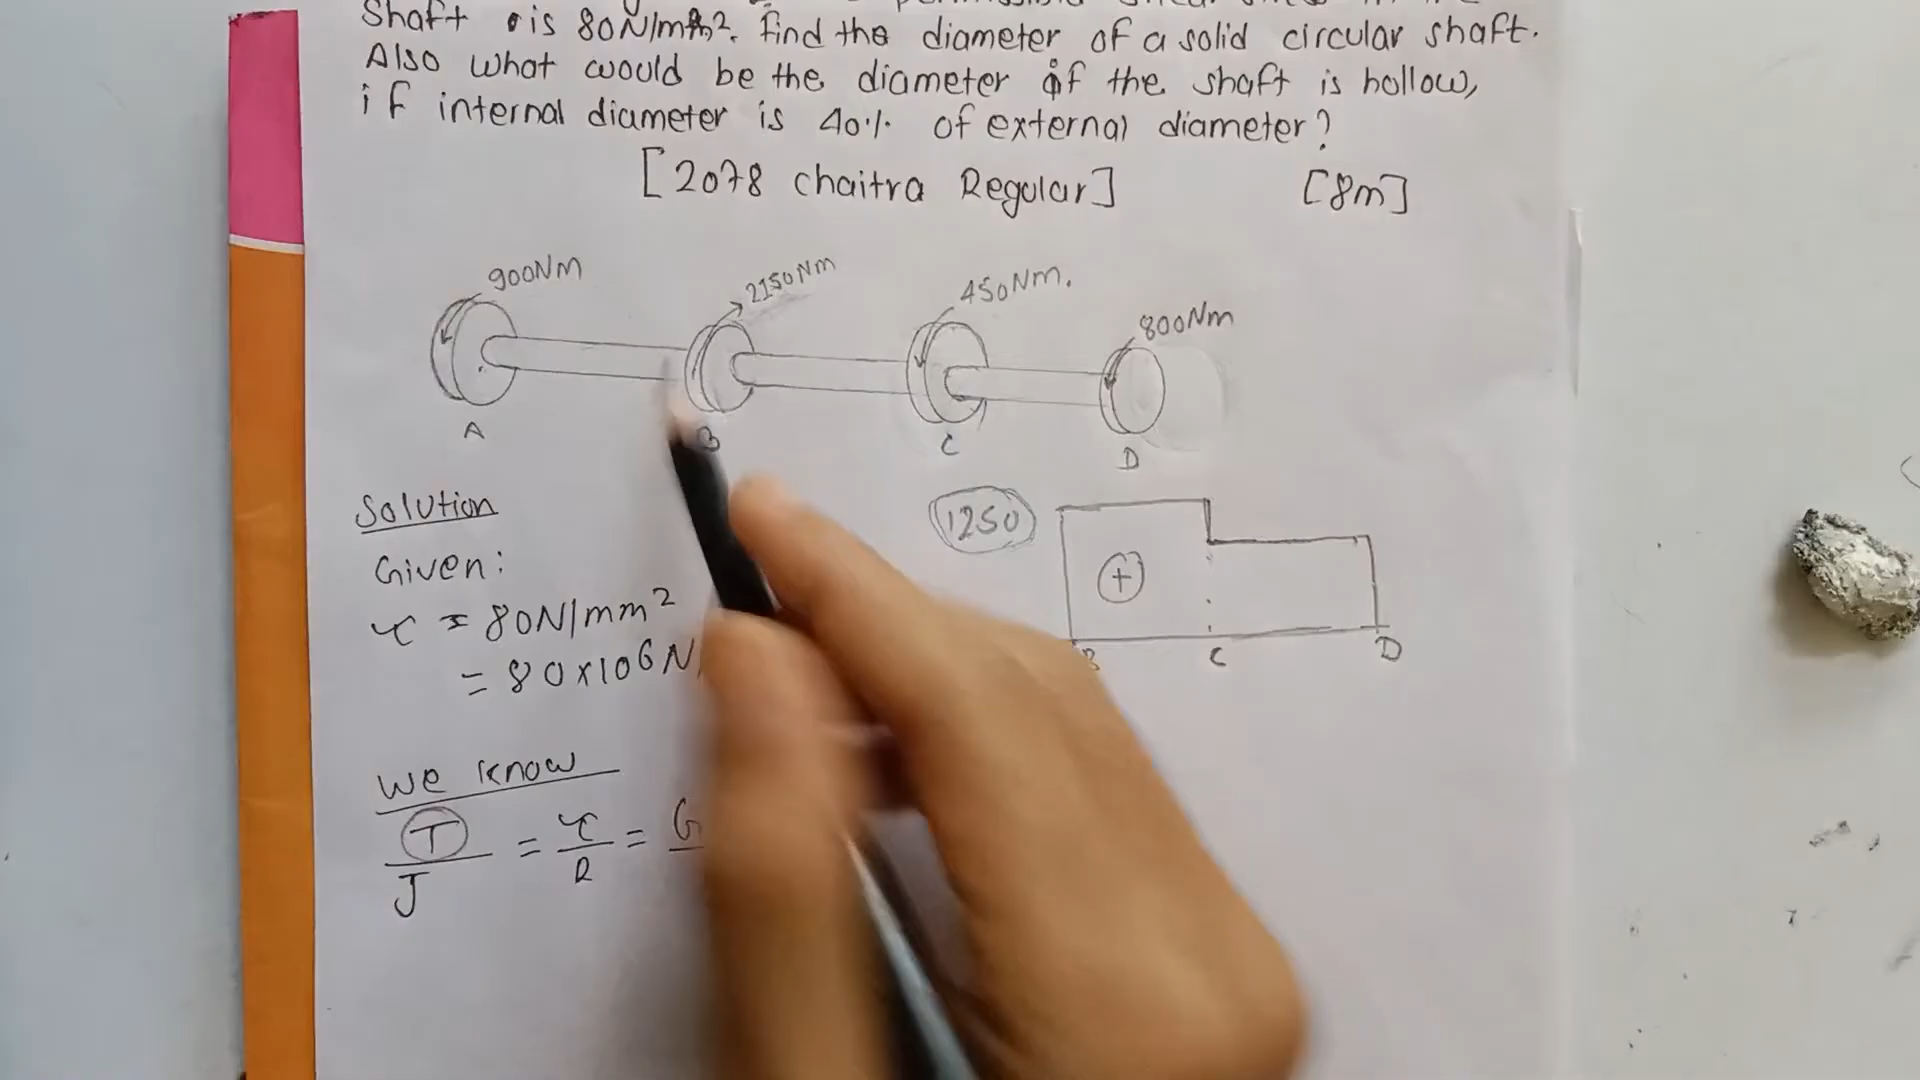 Shaft is 80N/mm². find the diameter of a solid circular shaft.
Also what would be the diameter if the shaft is hollow,
if internal diameter is 40% of external diameter?
[2078 chaitra Regular] [8m]
900Nm
2150Nm
450Nm.
800Nm
A
B
C
D
Solution
1250
+
Given:
τ = 80N/mm²
= 80x106N
B
C
D
We know
T/J = τ/R = G